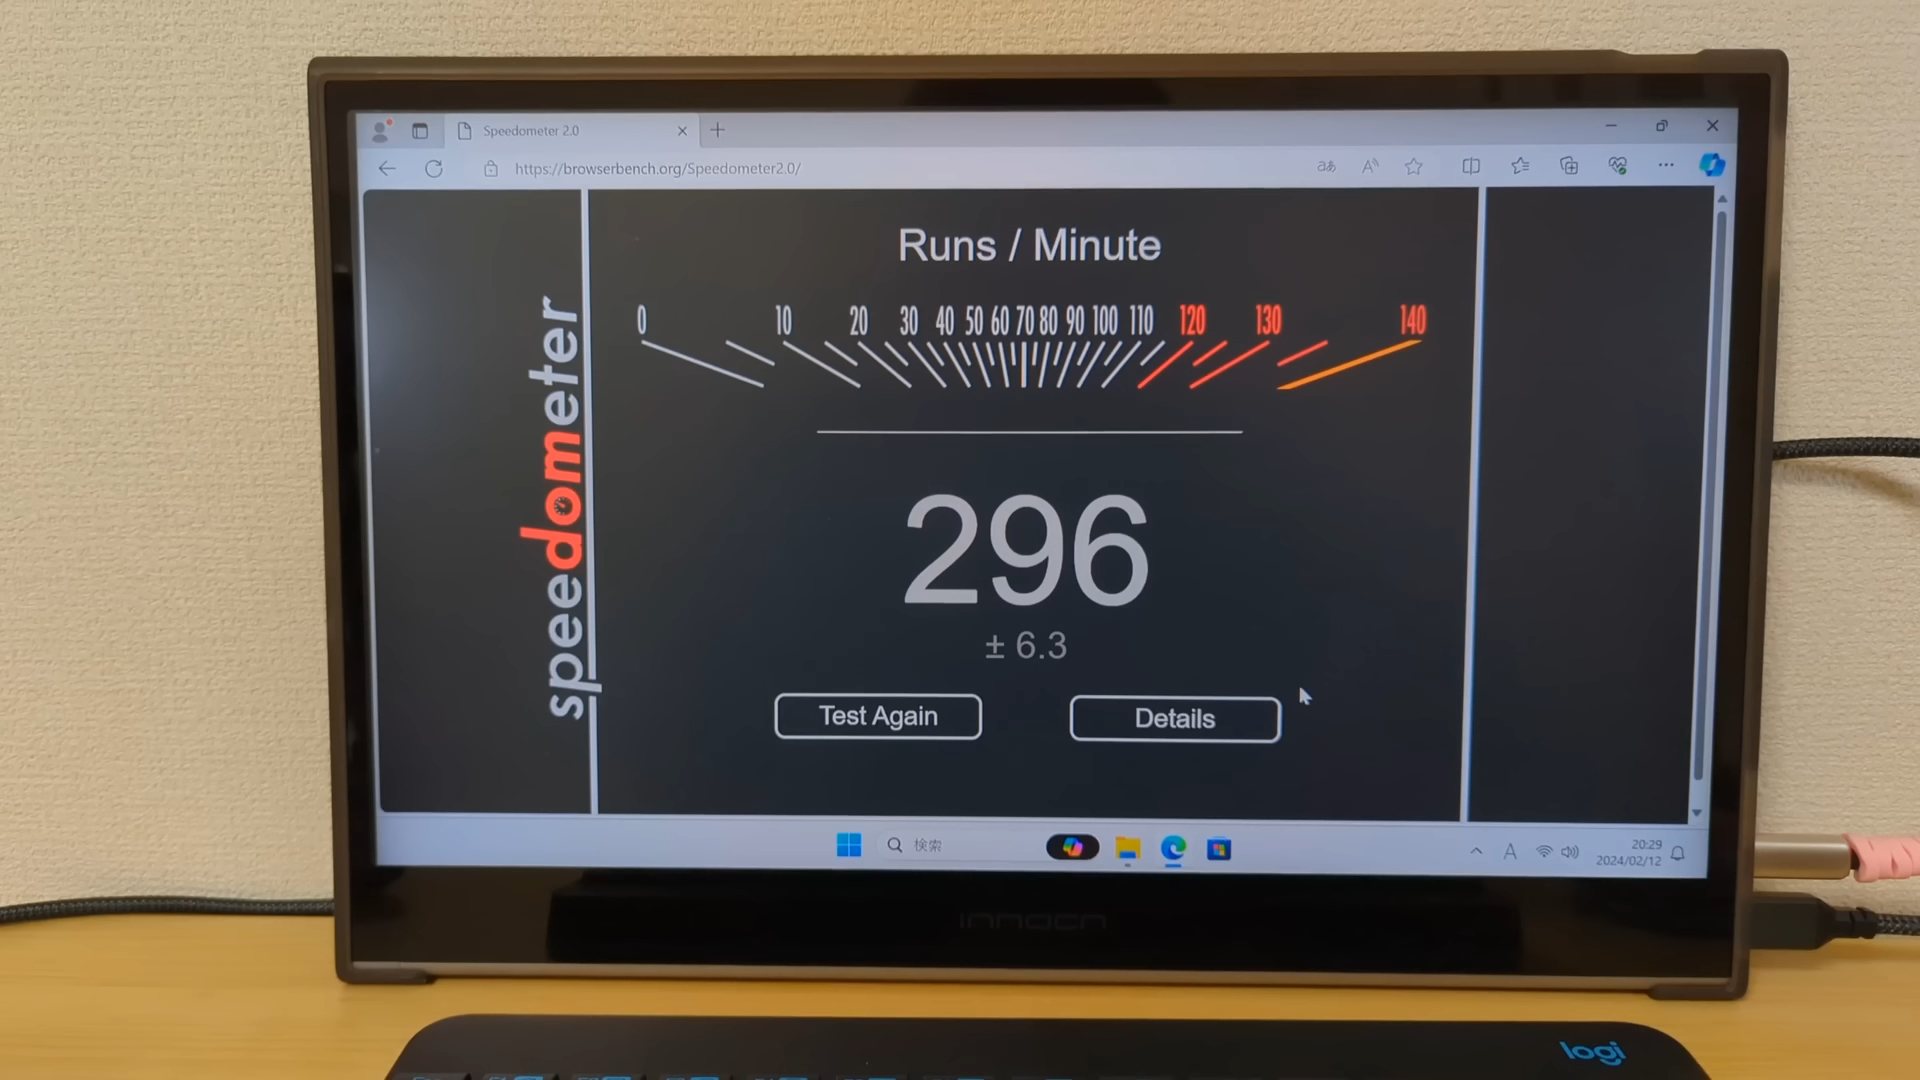 Speedometer 2.0
https://browserbench.org/Speedometer2.0/
Runs / Minute
0 10 20 30 40 50 60 70 80 90 100 110 120 130 140
speedometer
296
± 6.3
Test Again
Details
検索
A
20:29
2024/02/12
INNOCN
logi